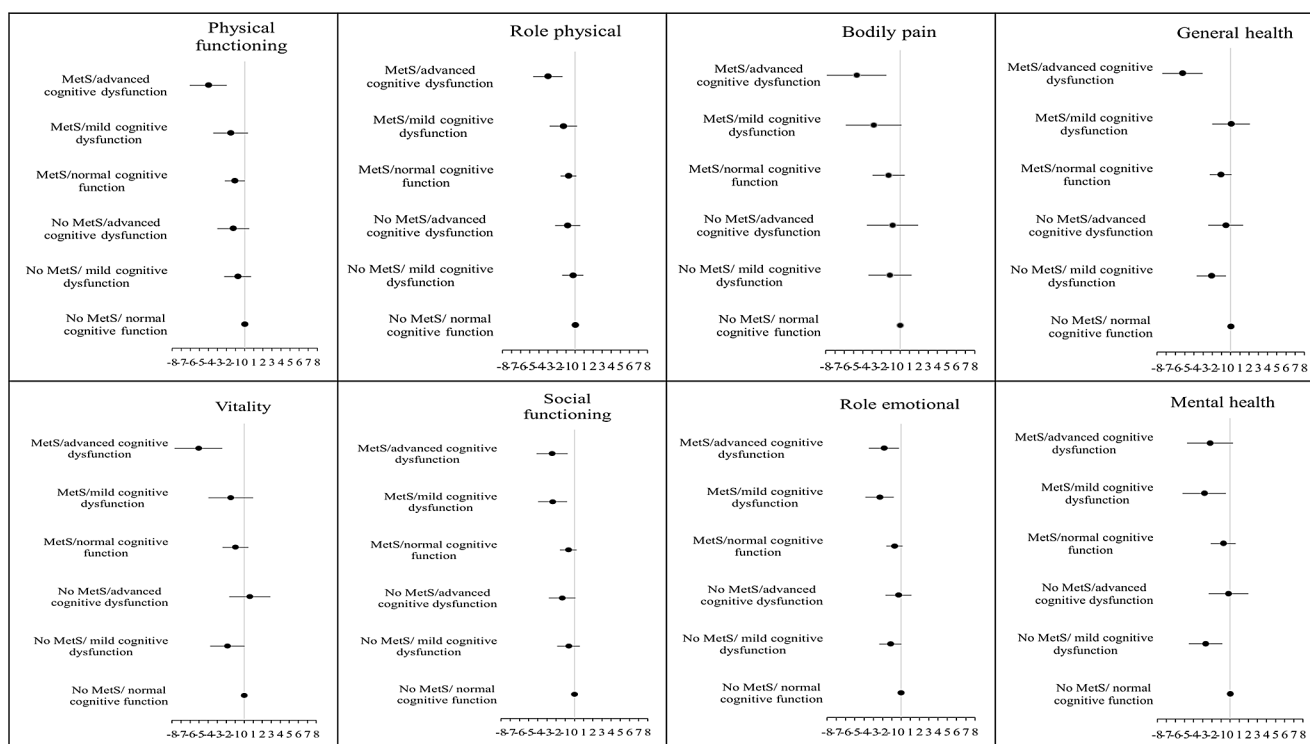 Physical
functioning
MetS/advanced
cognitive dysfunction
MetS/mild cognitive
dysfunction
MetS/normal cognitive
function
No MetS/advanced
cognitive dysfunction
No MetS/ mild cognitive
dysfunction
No MetS/ normal
cognitive function
-8-7-6-5-4-3-2-1 0 1 2 3 4 5 6 7 8
Role physical
MetS/advanced
cognitive dysfunction
MetS/mild cognitive
dysfunction
MetS/normal cognitive
function
No MetS/advanced
cognitive dysfunction
No MetS/ mild cognitive
dysfunction
No MetS/ normal
cognitive function
-8-7-6-5-4-3-2-1 0 1 2 3 4 5 6 7 8
Bodily pain
MetS/advanced
cognitive dysfunction
MetS/mild cognitive
dysfunction
MetS/normal cognitive
function
No MetS/advanced
cognitive dysfunction
No MetS/ mild cognitive
dysfunction
No MetS/ normal
cognitive function
-8-7-6-5-4-3-2-1 0 1 2 3 4 5 6 7 8
General health
MetS/advanced cognitive
dysfunction
MetS/mild cognitive
dysfunction
MetS/normal cognitive
function
No MetS/advanced
cognitive dysfunction
No MetS/ mild cognitive
dysfunction
No MetS/ normal
cognitive function
-8-7-6-5-4-3-2-1 0 1 2 3 4 5 6 7 8
Vitality
MetS/advanced cognitive
dysfunction
MetS/mild cognitive
dysfunction
MetS/normal cognitive
function
No MetS/advanced
cognitive dysfunction
No MetS/ mild cognitive
dysfunction
No MetS/ normal
cognitive function
-8-7-6-5-4-3-2-1 0 1 2 3 4 5 6 7 8
Social
functioning
MetS/advanced cognitive
dysfunction
MetS/mild cognitive
dysfunction
MetS/normal cognitive
function
No MetS/advanced
cognitive dysfunction
No MetS/ mild cognitive
dysfunction
No MetS/ normal
cognitive function
-8-7-6-5-4-3-2-1 0 1 2 3 4 5 6 7 8
Role emotional
MetS/advanced cognitive
dysfunction
MetS/mild cognitive
dysfunction
MetS/normal cognitive
function
No MetS/advanced
cognitive dysfunction
No MetS/ mild cognitive
dysfunction
No MetS/ normal
cognitive function
-8-7-6-5-4-3-2-1 0 1 2 3 4 5 6 7 8
Mental health
MetS/advanced cognitive
dysfunction
MetS/mild cognitive
dysfunction
MetS/normal cognitive
function
No MetS/advanced
cognitive dysfunction
No MetS/ mild cognitive
dysfunction
No MetS/ normal
cognitive function
-8-7-6-5-4-3-2-1 0 1 2 3 4 5 6 7 8